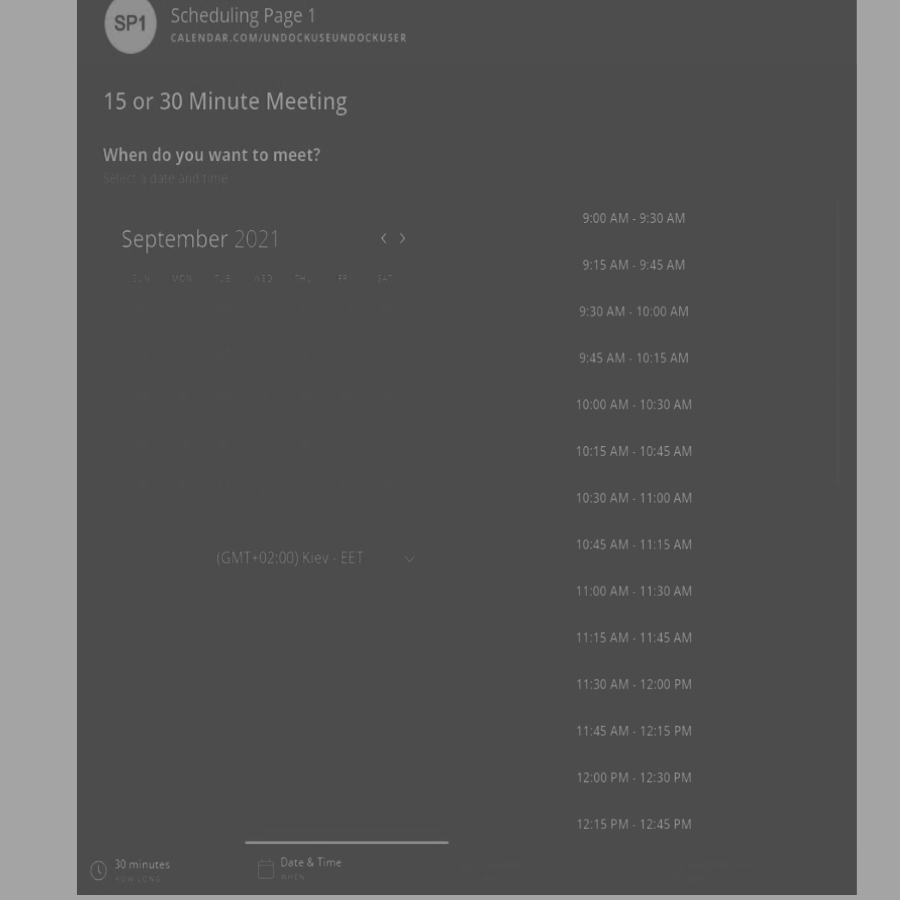 SP1
Scheduling Page 1
CALENDAR.COM/UNDOCKUSEUNDOCKUSER
15 or 30 Minute Meeting
When do you want to meet?
Select a date and time
September 2021
SUN MON TUE WED THU FRI SAT
(GMT+02:00) Kiev - EET
9:00 AM - 9:30 AM
9:15 AM - 9:45 AM
9:30 AM - 10:00 AM
9:45 AM - 10:15 AM
10:00 AM - 10:30 AM
10:15 AM - 10:45 AM
10:30 AM - 11:00 AM
10:45 AM - 11:15 AM
11:00 AM - 11:30 AM
11:15 AM - 11:45 AM
11:30 AM - 12:00 PM
11:45 AM - 12:15 PM
12:00 PM - 12:30 PM
12:15 PM - 12:45 PM
30 minutes
HOW LONG
Date & Time
WHEN